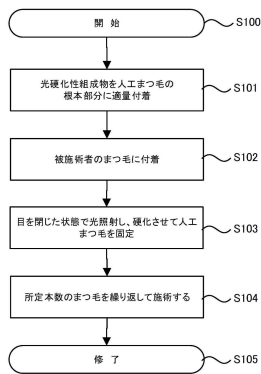 開 始
S100
光硬化性組成物を人工まつ毛の
根本部分に適量付着
S101
被施術者のまつ毛に付着
S102
目を閉じた状態で光照射し、硬化させて人工
まつ毛を固定
S103
所定本数のまつ毛を繰り返して施術する
S104
修 了
S105